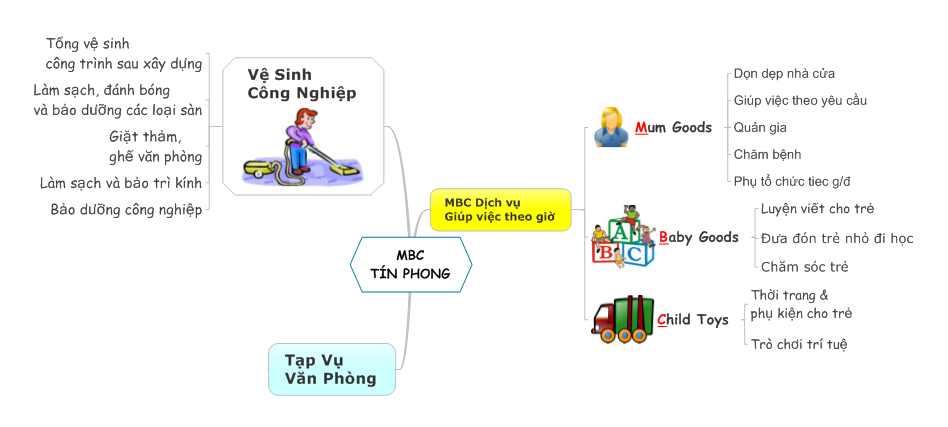 Tổng vệ sinh
công trình sau xây dựng
Làm sạch, đánh bóng
và bảo dưỡng các loại sàn
Giặt thảm,
ghế văn phòng
Làm sạch và bảo trì kính
Bảo dưỡng công nghiệp
Vệ Sinh
Công Nghiệp
MBC
TÍN PHONG
Tạp Vụ
Văn Phòng
MBC Dịch vụ
Giúp việc theo giờ
Mum Goods
Dọn dẹp nhà cửa
Giúp việc theo yêu cầu
Quản gia
Chăm bệnh
Phụ tổ chức tiec g/đ
A
B C
Baby Goods
Luyện viết cho trẻ
Đưa đón trẻ nhỏ đi học
Chăm sóc trẻ
Child Toys
Thời trang &
phụ kiện cho trẻ
Trò chơi trí tuệ